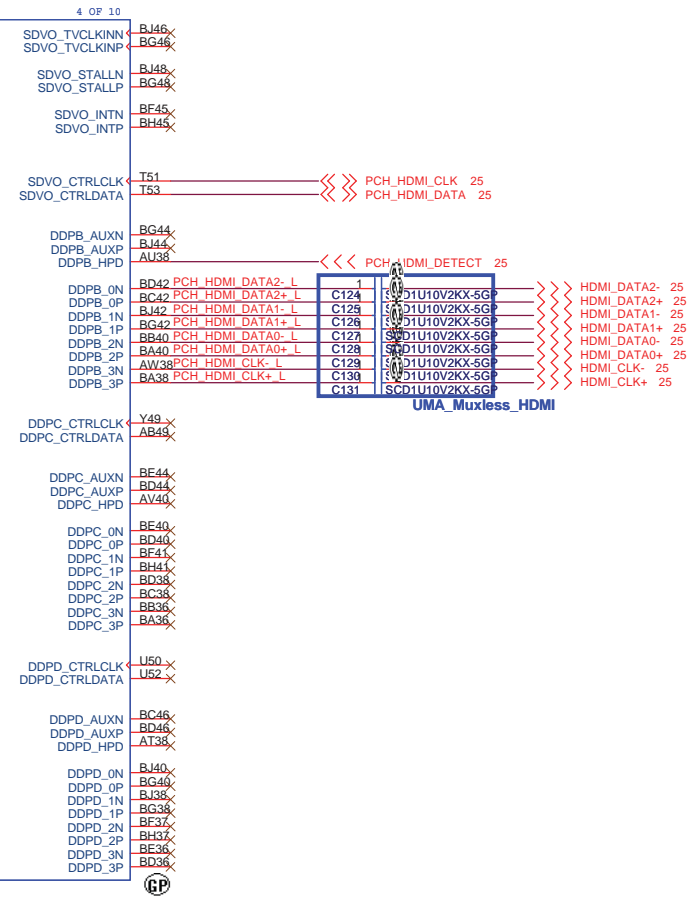 4 OF 10
SDVO_TVCLKINN BJ46
SDVO_TVCLKINP BG46
SDVO_STALLN BJ48
SDVO_STALLP BG48
SDVO_INTN BF45
SDVO_INTP BH45
SDVO_CTRLCLK T51 PCH_HDMI_CLK 25
SDVO_CTRLDATA T53 PCH_HDMI_DATA 25
DDPB_AUXN BG44
DDPB_AUXP BJ44
DDPB_HPD AU38 PCH_HDMI_DETECT 25
DDPB_0N BD42 PCH_HDMI_DATA2-_L 1 HDMI_DATA2- 25
C124 SCD1U10V2KX-5GP
DDPB_0P BC42 PCH_HDMI_DATA2+_L HDMI_DATA2+ 25
C125 SCD1U10V2KX-5GP
DDPB_1N BJ42 PCH_HDMI_DATA1-_L HDMI_DATA1- 25
C126 SCD1U10V2KX-5GP
DDPB_1P BG42 PCH_HDMI_DATA1+_L HDMI_DATA1+ 25
C127 SCD1U10V2KX-5GP
DDPB_2N BB40 PCH_HDMI_DATA0-_L HDMI_DATA0- 25
C128 SCD1U10V2KX-5GP
DDPB_2P BA40 PCH_HDMI_DATA0+_L HDMI_DATA0+ 25
C129 SCD1U10V2KX-5GP
DDPB_3N AW38 PCH_HDMI_CLK-_L HDMI_CLK- 25
C130 SCD1U10V2KX-5GP
DDPB_3P BA38 PCH_HDMI_CLK+_L HDMI_CLK+ 25
C131 SCD1U10V2KX-5GP
UMA_Muxless_HDMI
DDPC_CTRLCLK Y49
DDPC_CTRLDATA AB49
DDPC_AUXN BE44
DDPC_AUXP BD44
DDPC_HPD AV40
DDPC_0N BE40
DDPC_0P BD40
DDPC_1N BF41
DDPC_1P BH41
DDPC_2N BD38
DDPC_2P BC38
DDPC_3N BB36
DDPC_3P BA36
DDPD_CTRLCLK U50
DDPD_CTRLDATA U52
DDPD_AUXN BC46
DDPD_AUXP BD46
DDPD_HPD AT38
DDPD_0N BJ40
DDPD_0P BG40
DDPD_1N BJ38
DDPD_1P BG38
DDPD_2N BF37
DDPD_2P BH37
DDPD_3N BE36
DDPD_3P BD36
GP